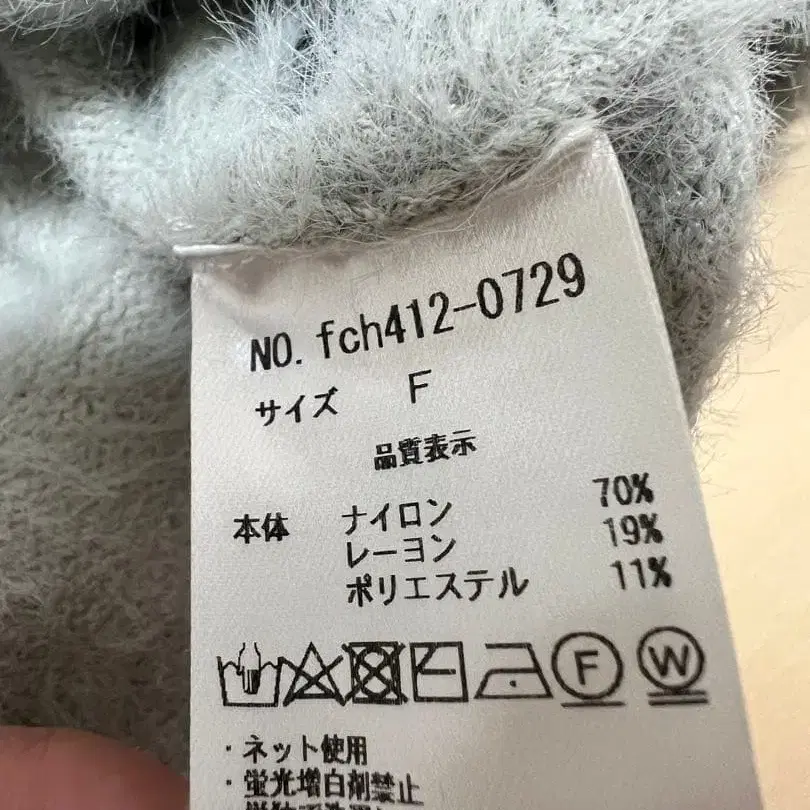 NO. fch412-0729
サイズ F
品質表示
本体 ナイロン 70%
レーヨン 19%
ポリエステル 11%
F W
・ネット使用
・蛍光増白剤禁止